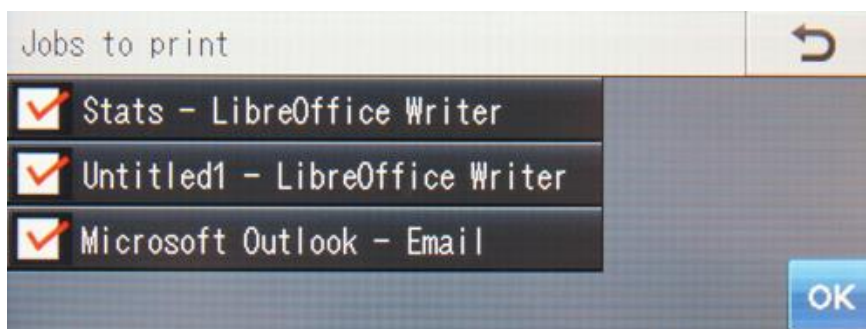 Jobs to print
Stats - LibreOffice Writer
Untitled1 - LibreOffice Writer
Microsoft Outlook - Email
OK